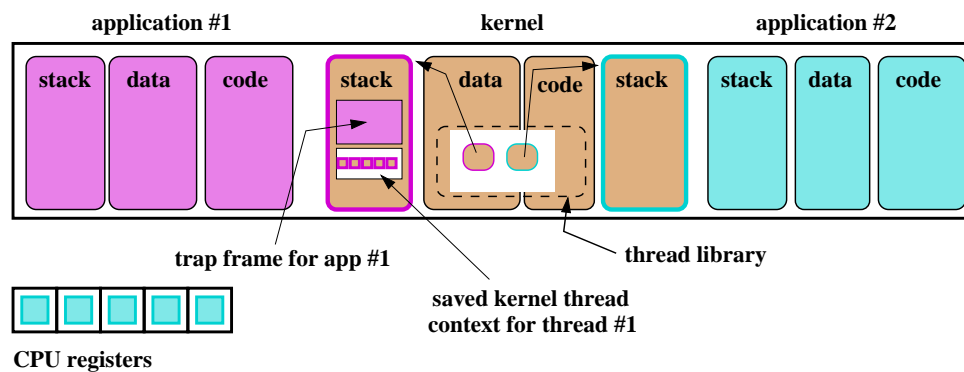 application #1 kernel application #2
stack data code stack data code stack stack data code
trap frame for app #1
thread library
saved kernel thread
context for thread #1
CPU registers